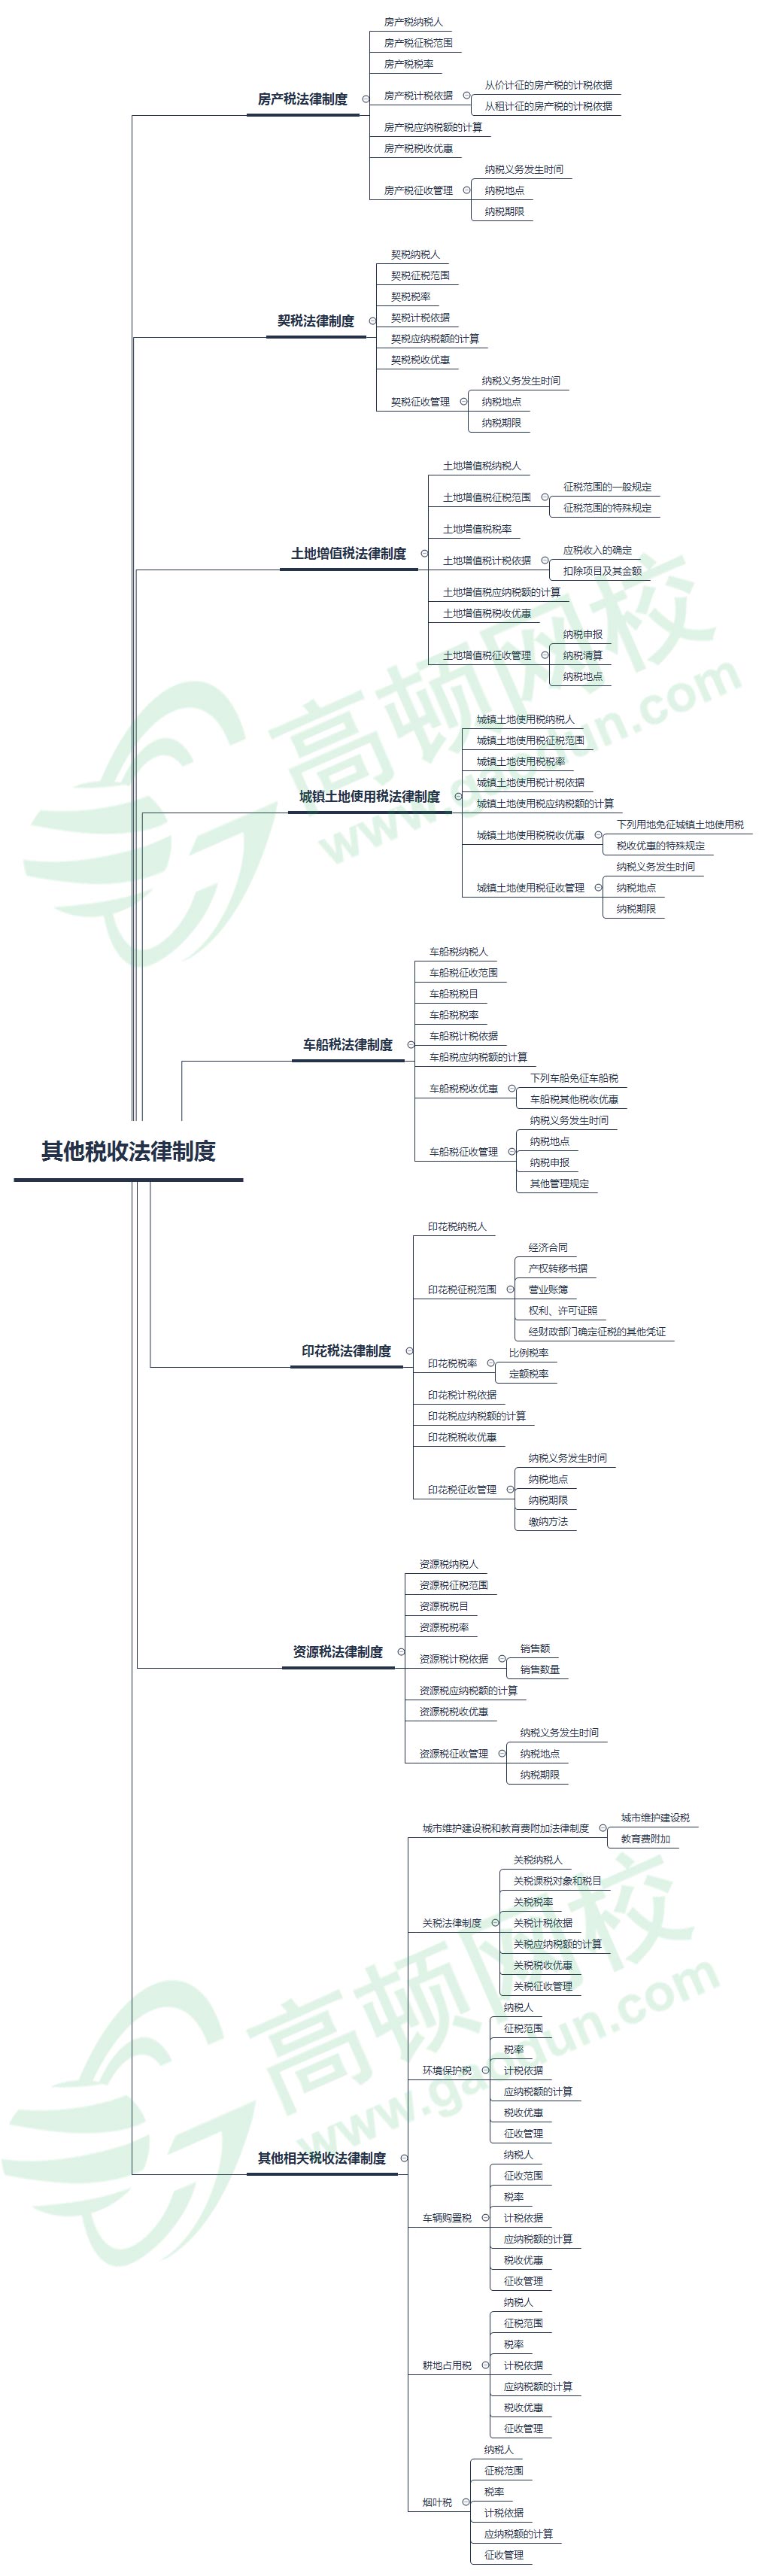 其他税收法律制度
房产税法律制度
房产税纳税人
房产税征税范围
房产税税率
房产税计税依据
从价计征的房产税的计税依据
从租计征的房产税的计税依据
房产税应纳税额的计算
房产税税收优惠
房产税征收管理
纳税义务发生时间
纳税地点
纳税期限
契税法律制度
契税纳税人
契税征税范围
契税税率
契税计税依据
契税应纳税额的计算
契税税收优惠
契税征收管理
纳税义务发生时间
纳税地点
纳税期限
土地增值税法律制度
土地增值税纳税人
土地增值税征税范围
征税范围的一般规定
征税范围的特殊规定
土地增值税税率
土地增值税计税依据
应税收入的确定
扣除项目及其金额
土地增值税应纳税额的计算
土地增值税税收优惠
土地增值税征收管理
纳税申报
纳税清算
纳税地点
城镇土地使用税法律制度
城镇土地使用税纳税人
城镇土地使用税征税范围
城镇土地使用税税率
城镇土地使用税计税依据
城镇土地使用税应纳税额的计算
城镇土地使用税税收优惠
下列用地免征城镇土地使用税
税收优惠的特殊规定
城镇土地使用税征收管理
纳税义务发生时间
纳税地点
纳税期限
车船税法律制度
车船税纳税人
车船税征收范围
车船税税目
车船税税率
车船税计税依据
车船税应纳税额的计算
车船税税收优惠
下列车船免征车船税
车船税其他税收优惠
车船税征收管理
纳税义务发生时间
纳税地点
纳税申报
其他管理规定
印花税法律制度
印花税纳税人
印花税征税范围
经济合同
产权转移书据
营业账簿
权利、许可证照
经财政部门确定征税的其他凭证
印花税税率
比例税率
定额税率
印花税计税依据
印花税应纳税额的计算
印花税税收优惠
印花税征收管理
纳税义务发生时间
纳税地点
纳税期限
缴纳方法
资源税法律制度
资源税纳税人
资源税征税范围
资源税税目
资源税税率
资源税计税依据
销售额
销售数量
资源税应纳税额的计算
资源税税收优惠
资源税征收管理
纳税义务发生时间
纳税地点
纳税期限
其他相关税收法律制度
城市维护建设税和教育费附加法律制度
城市维护建设税
教育费附加
关税法律制度
关税纳税人
关税课税对象和税目
关税税率
关税计税依据
关税应纳税额的计算
关税税收优惠
关税征收管理
环境保护税
纳税人
征税范围
税率
计税依据
应纳税额的计算
税收优惠
征收管理
车辆购置税
纳税人
征收范围
税率
计税依据
应纳税额的计算
税收优惠
征收管理
耕地占用税
纳税人
征税范围
税率
计税依据
应纳税额的计算
税收优惠
征收管理
烟叶税
纳税人
征税范围
税率
计税依据
应纳税额的计算
征收管理
高顿网校
www.gaodun.com
高顿网校
www.gaodun.com